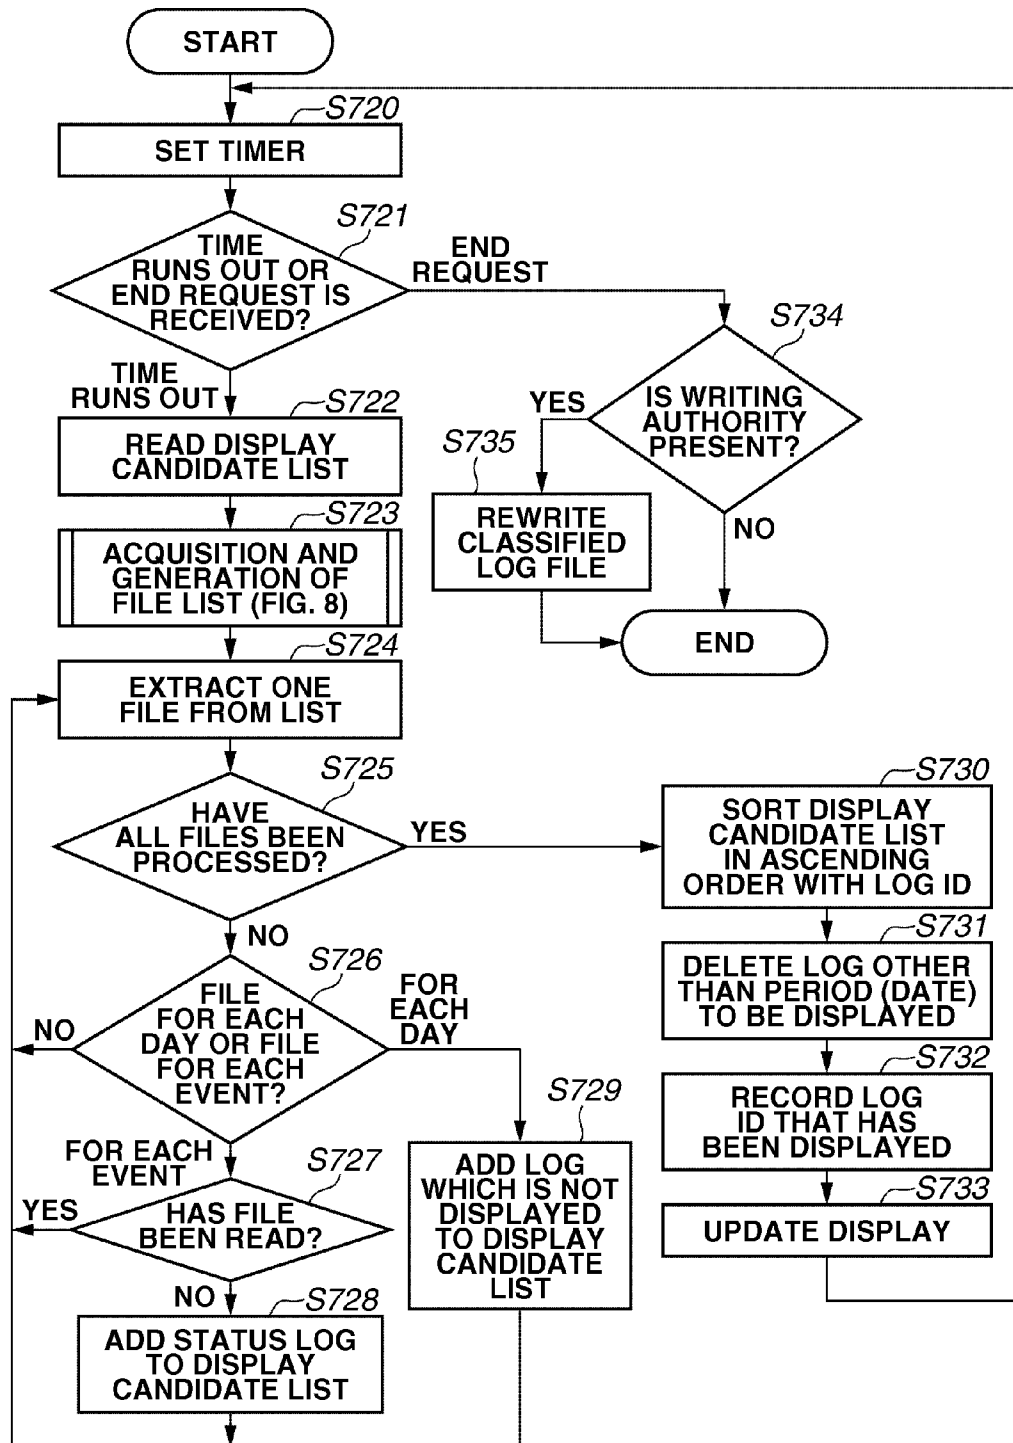 START
S720
SET TIMER
S721
TIME
RUNS OUT OR
END REQUEST IS
RECEIVED?
END
REQUEST
S734
IS WRITING
AUTHORITY
PRESENT?
YES
NO
S735
REWRITE
CLASSIFIED
LOG FILE
END
TIME
RUNS OUT
S722
READ DISPLAY
CANDIDATE LIST
S723
ACQUISITION AND
GENERATION OF
FILE LIST (FIG. 8)
S724
EXTRACT ONE
FILE FROM LIST
S725
HAVE
ALL FILES BEEN
PROCESSED?
YES
NO
S726
FILE
FOR EACH
DAY OR FILE
FOR EACH
EVENT?
NO
FOR
EACH
DAY
FOR EACH
EVENT
S727
HAS FILE
BEEN READ?
YES
NO
S728
ADD STATUS LOG
TO DISPLAY
CANDIDATE LIST
S729
ADD LOG
WHICH IS NOT
DISPLAYED
TO DISPLAY
CANDIDATE
LIST
S730
SORT DISPLAY
CANDIDATE LIST
IN ASCENDING
ORDER WITH LOG ID
S731
DELETE LOG OTHER
THAN PERIOD (DATE)
TO BE DISPLAYED
S732
RECORD LOG
ID THAT HAS
BEEN DISPLAYED
S733
UPDATE DISPLAY